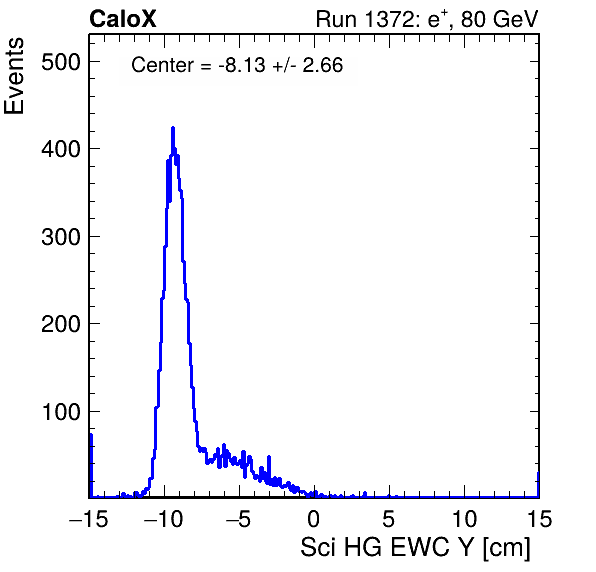 CaloX Run 1372: e+, 80 GeV
Center = -8.13 +/- 2.66
Events
500
400
300
200
100
−15 −10 −5 0 5 10 15
Sci HG EWC Y [cm]